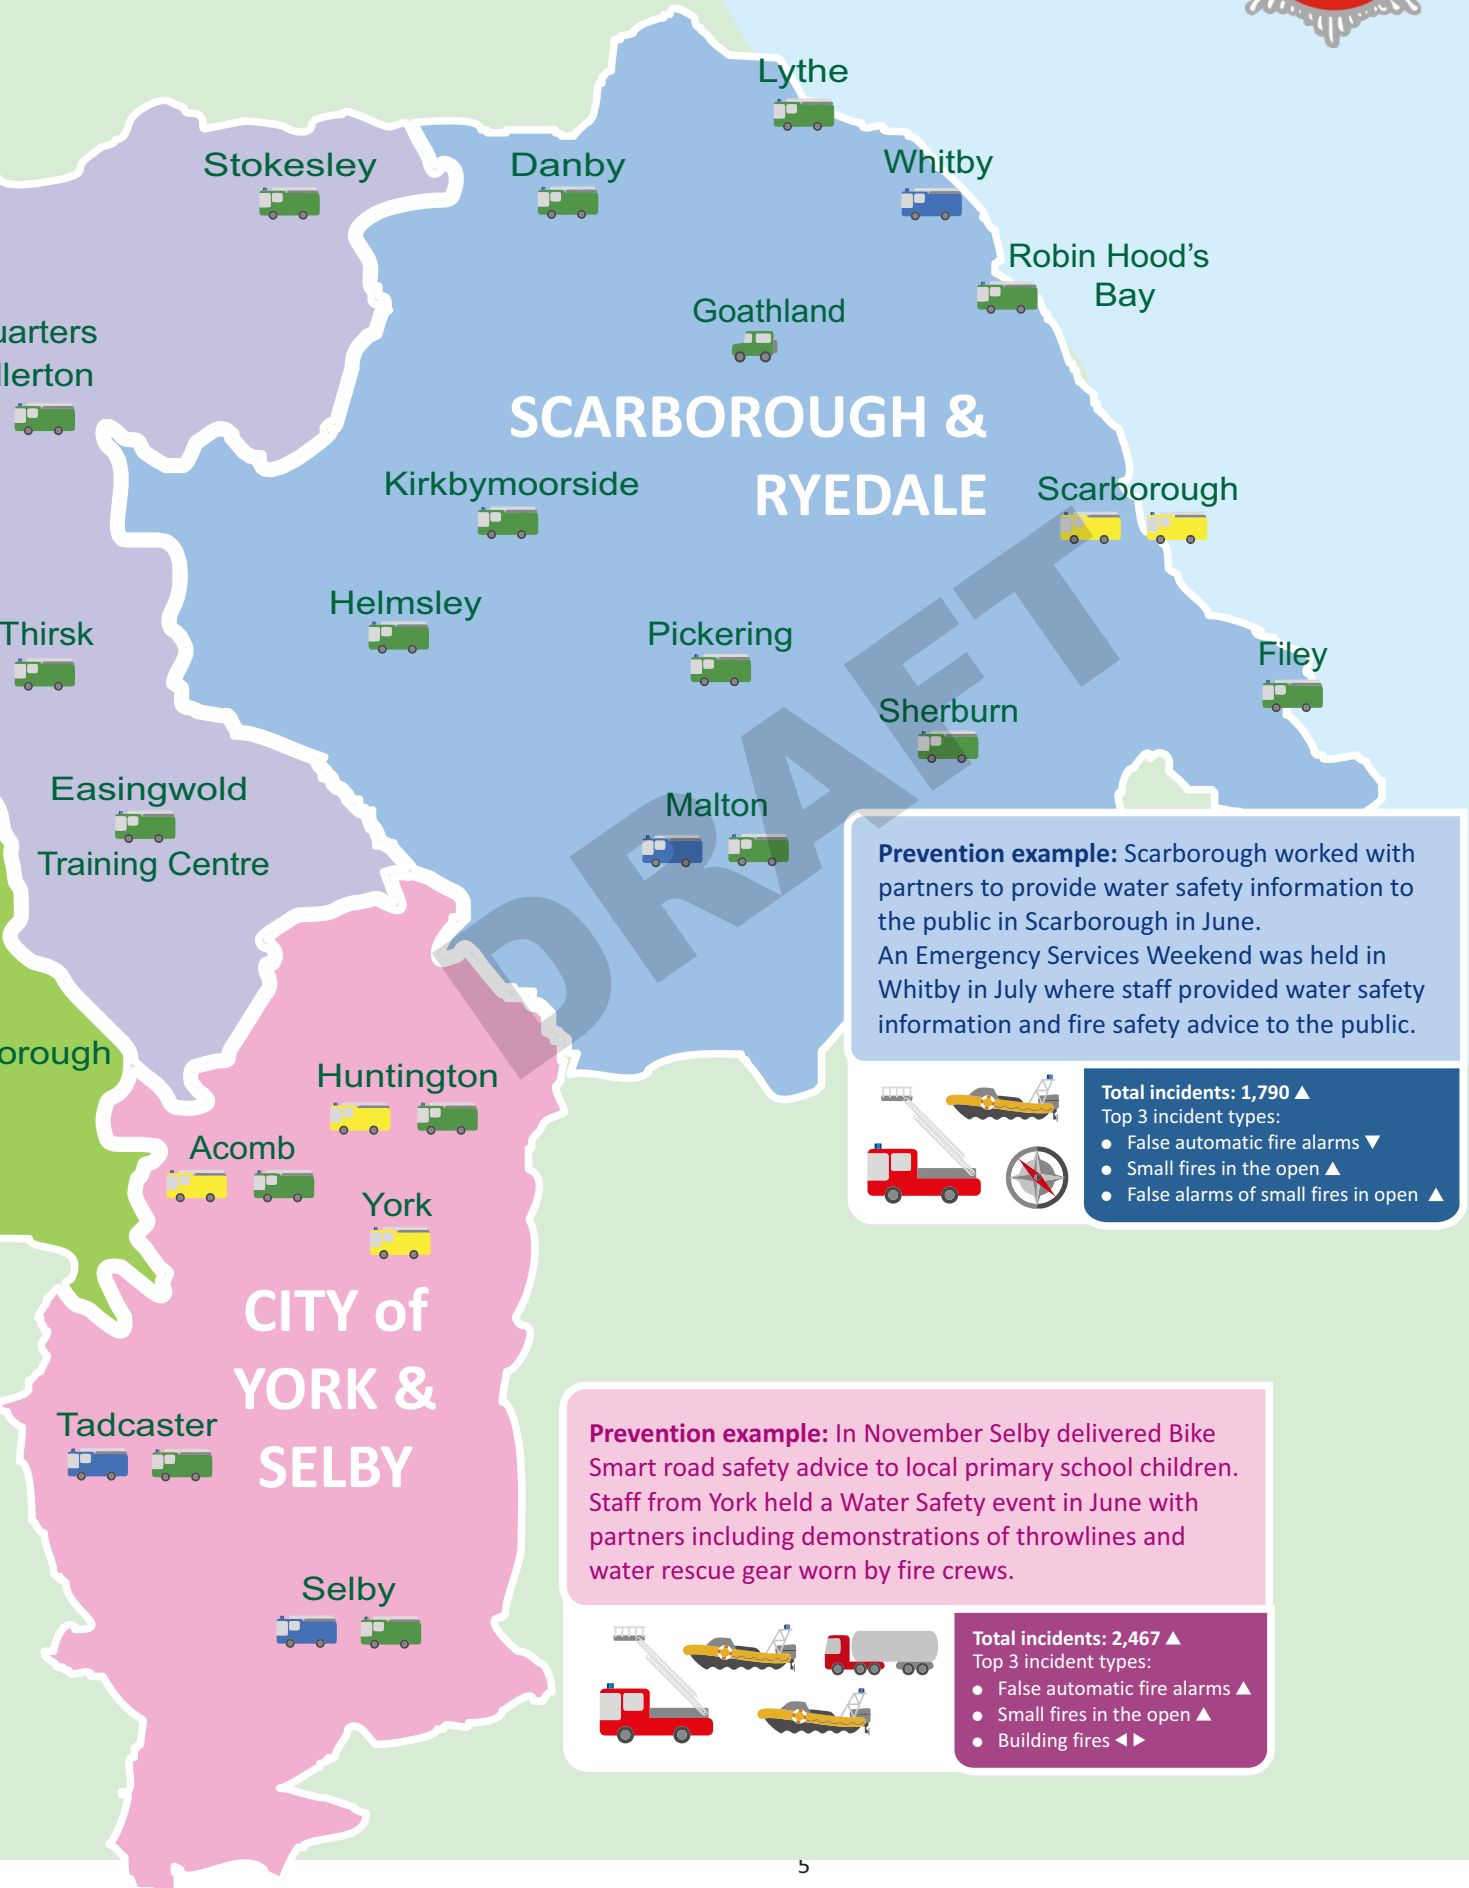 Lythe
Stokesley
Danby
Whitby
Robin Hood's
Bay
Goathland
uarters
llerton
SCARBOROUGH &
RYEDALE
Kirkbymoorside
Scarborough
Helmsley
Thirsk
Pickering
Filey
Sherburn
Easingwold
Training Centre
Malton
DRAFT
Prevention example: Scarborough worked with
partners to provide water safety information to
the public in Scarborough in June.
An Emergency Services Weekend was held in
Whitby in July where staff provided water safety
information and fire safety advice to the public.
orough
Huntington
Acomb
York
Total incidents: 1,790 ▲
Top 3 incident types:
● False automatic fire alarms ▼
● Small fires in the open ▲
● False alarms of small fires in open ▲
CITY of
YORK &
SELBY
Tadcaster
Selby
Prevention example: In November Selby delivered Bike
Smart road safety advice to local primary school children.
Staff from York held a Water Safety event in June with
partners including demonstrations of throwlines and
water rescue gear worn by fire crews.
Total incidents: 2,467 ▲
Top 3 incident types:
● False automatic fire alarms ▲
● Small fires in the open ▲
● Building fires ◀ ▶
5